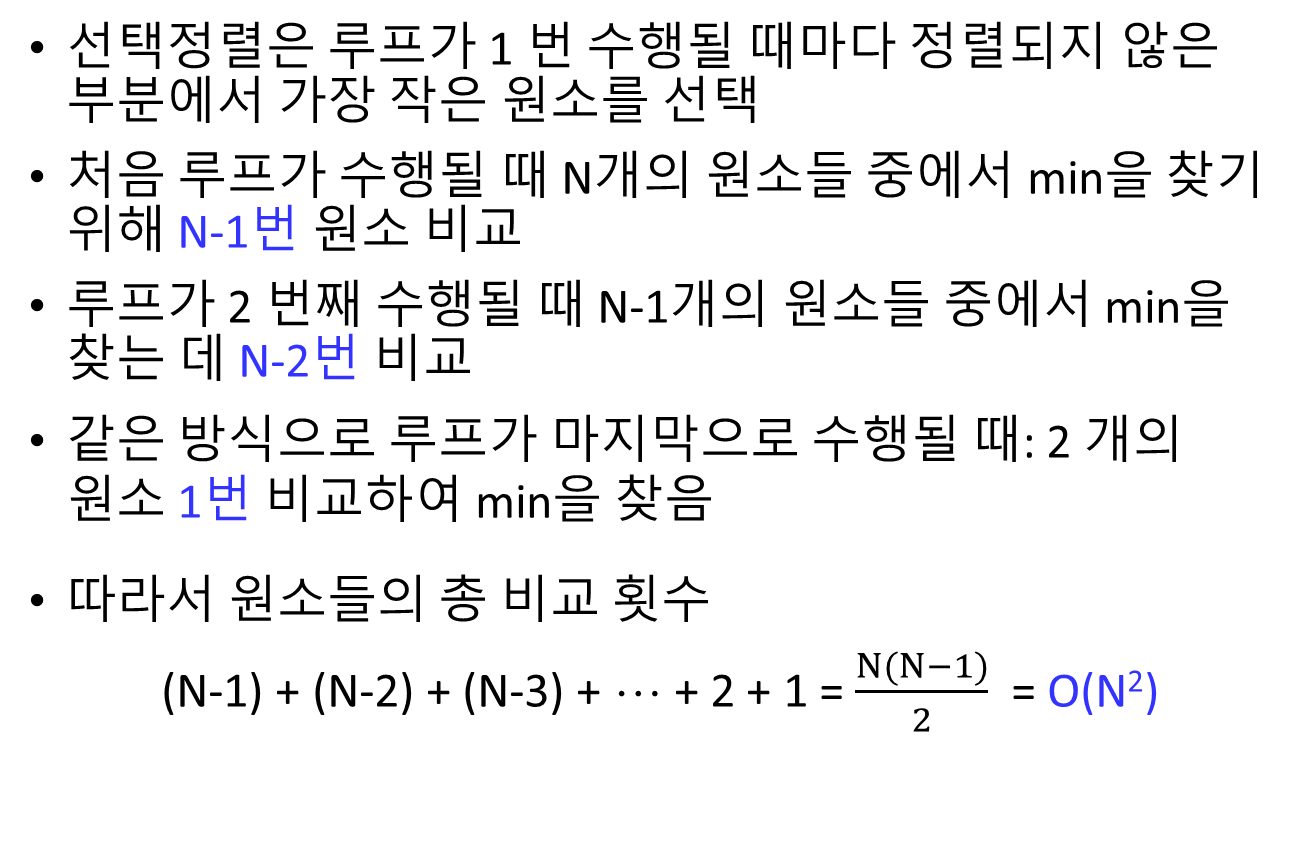 • 선택정렬은 루프가 1 번 수행될 때마다 정렬되지 않은
부분에서 가장 작은 원소를 선택
• 처음 루프가 수행될 때 N개의 원소들 중에서 min을 찾기
위해 N-1번 원소 비교
• 루프가 2 번째 수행될 때 N-1개의 원소들 중에서 min을
찾는 데 N-2번 비교
• 같은 방식으로 루프가 마지막으로 수행될 때: 2 개의
원소 1번 비교하여 min을 찾음
• 따라서 원소들의 총 비교 횟수
(N-1) + (N-2) + (N-3) + ⋯ + 2 + 1 = N(N−1)/2 = O(N²)